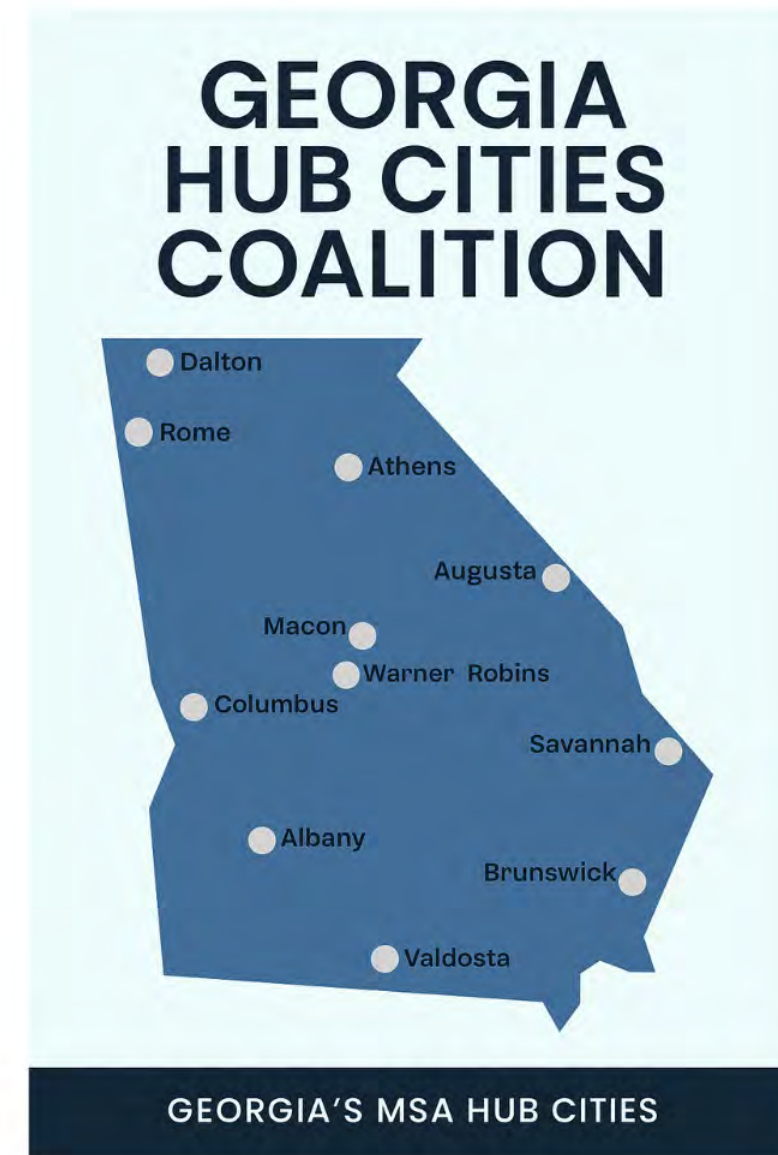 GEORGIA
HUB CITIES
COALITION
Dalton
Rome
Athens
Augusta
Macon
Warner Robins
Columbus
Savannah
Albany
Brunswick
Valdosta
GEORGIA'S MSA HUB CITIES